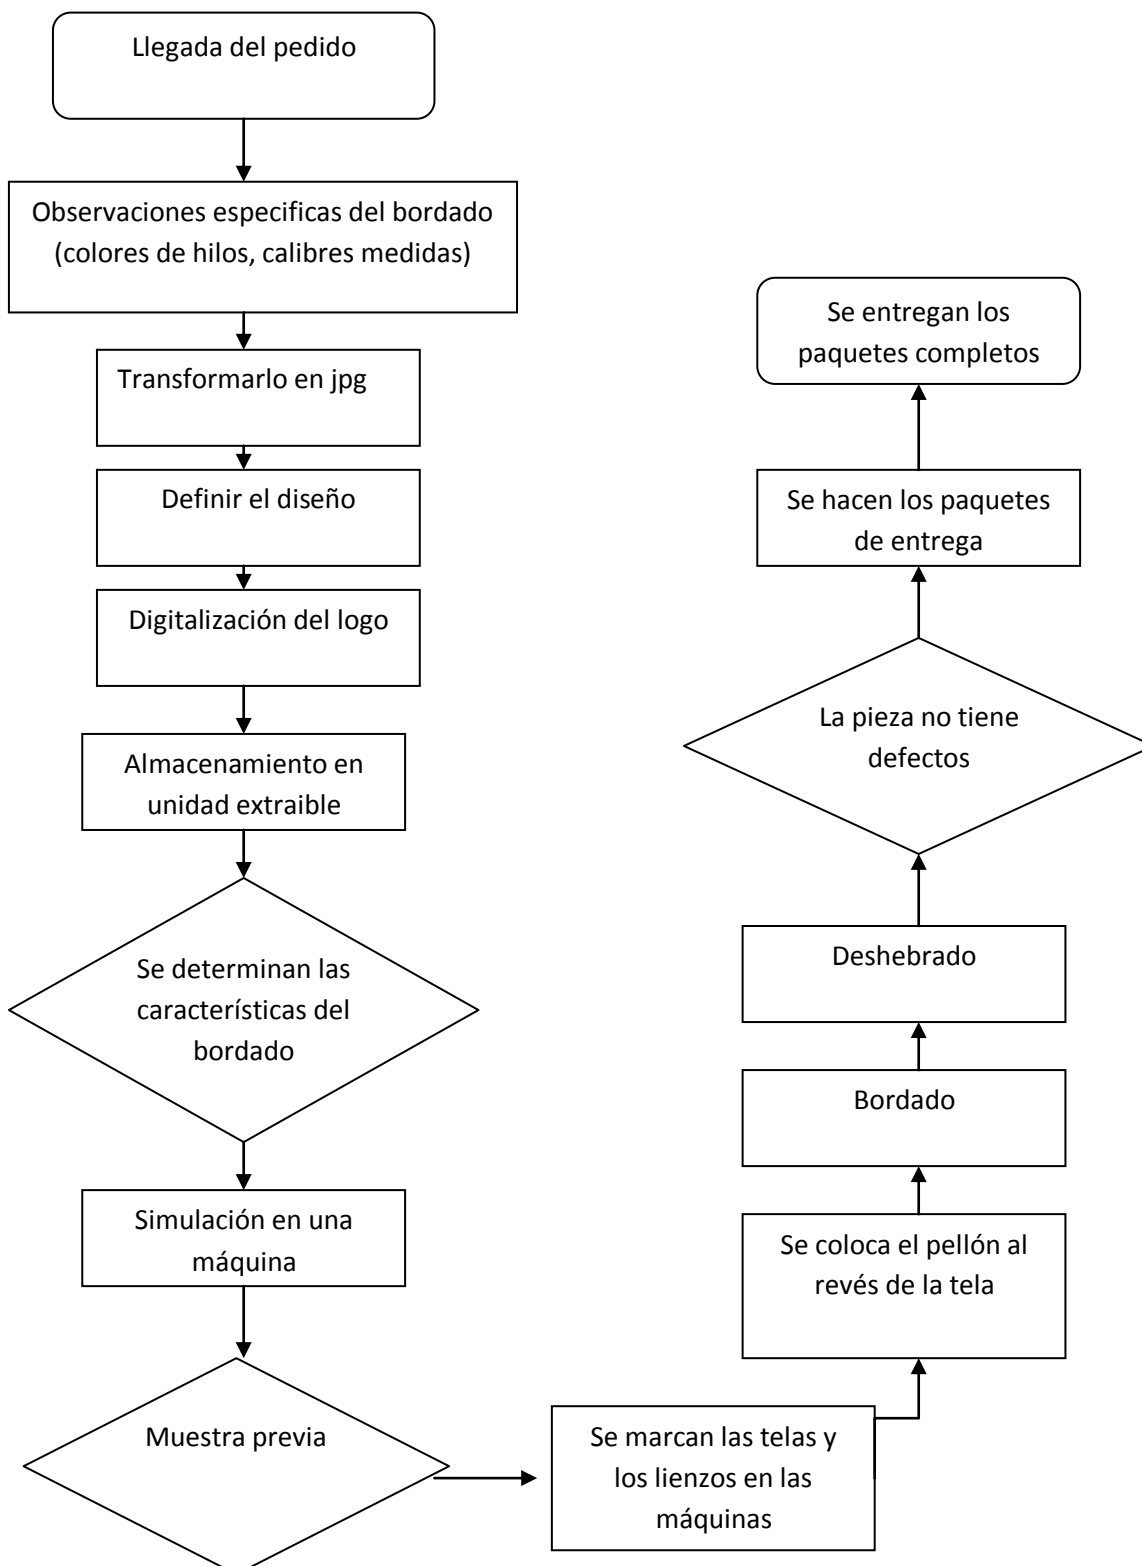 Llegada del pedido
Observaciones especificas del bordado
(colores de hilos, calibres medidas)
Transformarlo en jpg
Definir el diseño
Digitalización del logo
Almacenamiento en
unidad extraible
Se determinan las
características del
bordado
Simulación en una
máquina
Muestra previa
Se marcan las telas y
los lienzos en las
máquinas
Se coloca el pellón al
revés de la tela
Bordado
Deshebrado
La pieza no tiene
defectos
Se hacen los paquetes
de entrega
Se entregan los
paquetes completos